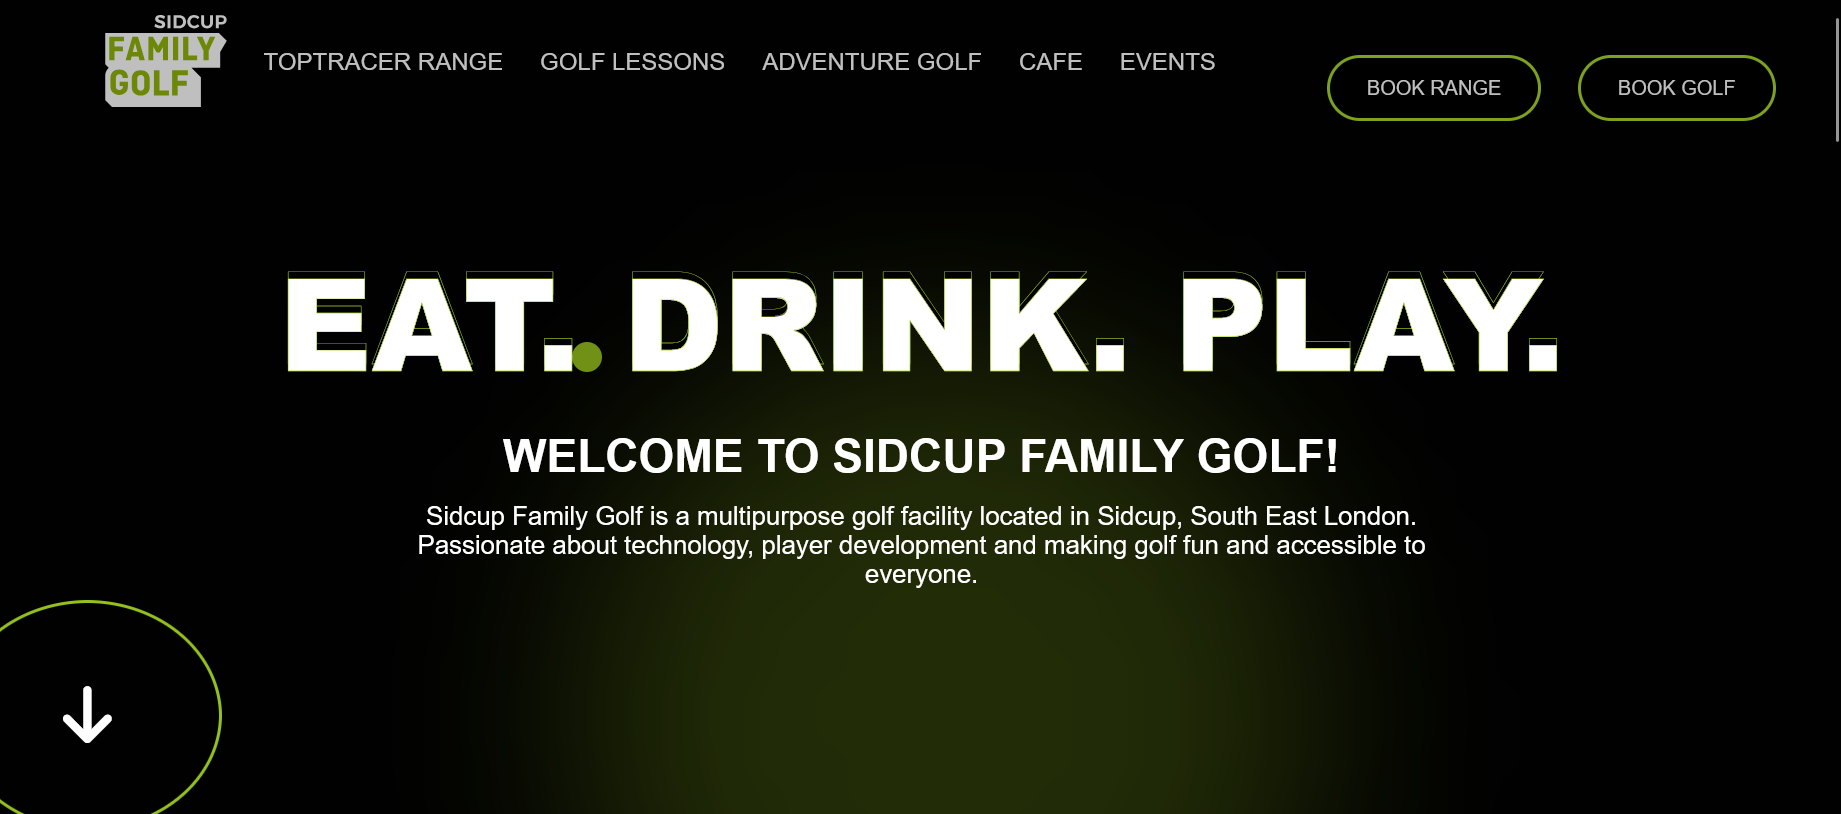 SIDCUP
FAMILY
GOLF
TOPTRACER RANGE GOLF LESSONS ADVENTURE GOLF CAFE EVENTS
BOOK RANGE BOOK GOLF
EAT. DRINK. PLAY.
WELCOME TO SIDCUP FAMILY GOLF!
Sidcup Family Golf is a multipurpose golf facility located in Sidcup, South East London.
Passionate about technology, player development and making golf fun and accessible to
everyone.